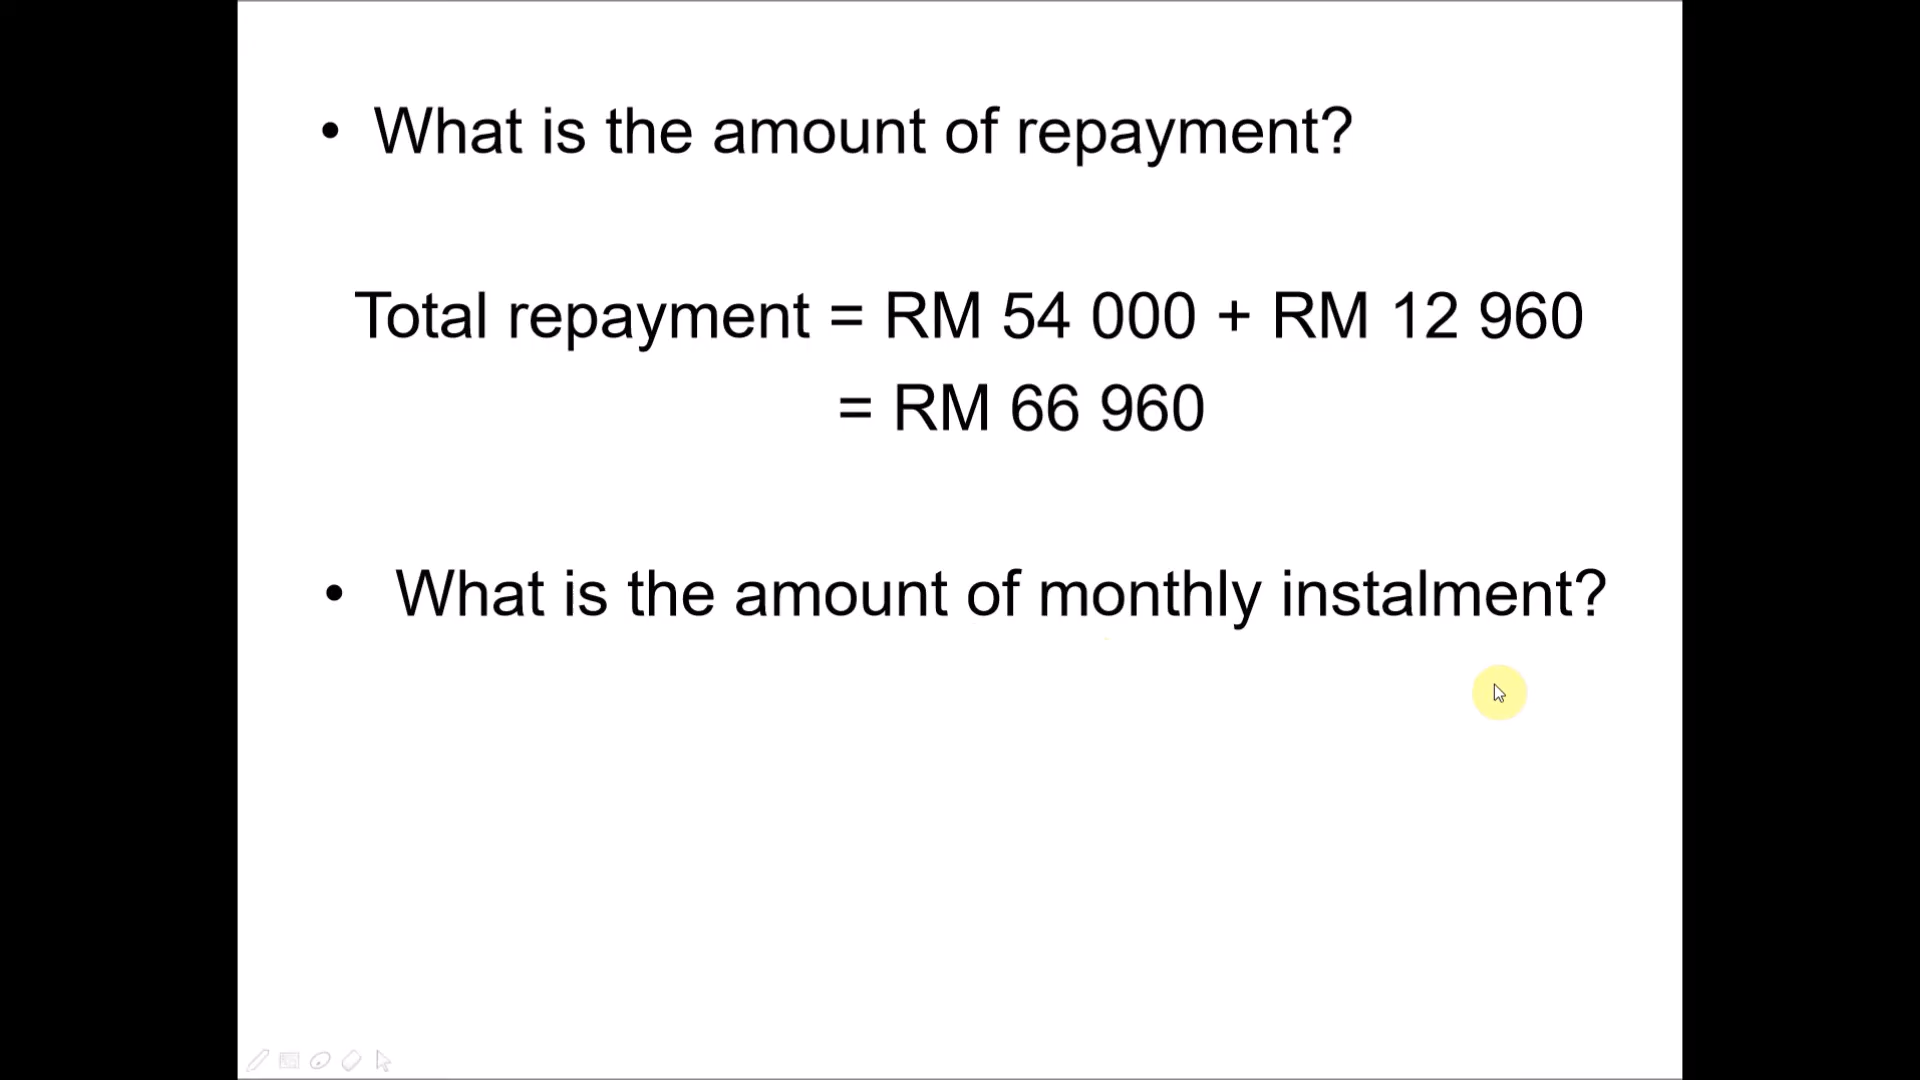 • What is the amount of repayment?
Total repayment = RM 54 000 + RM 12 960
= RM 66 960
• What is the amount of monthly instalment?